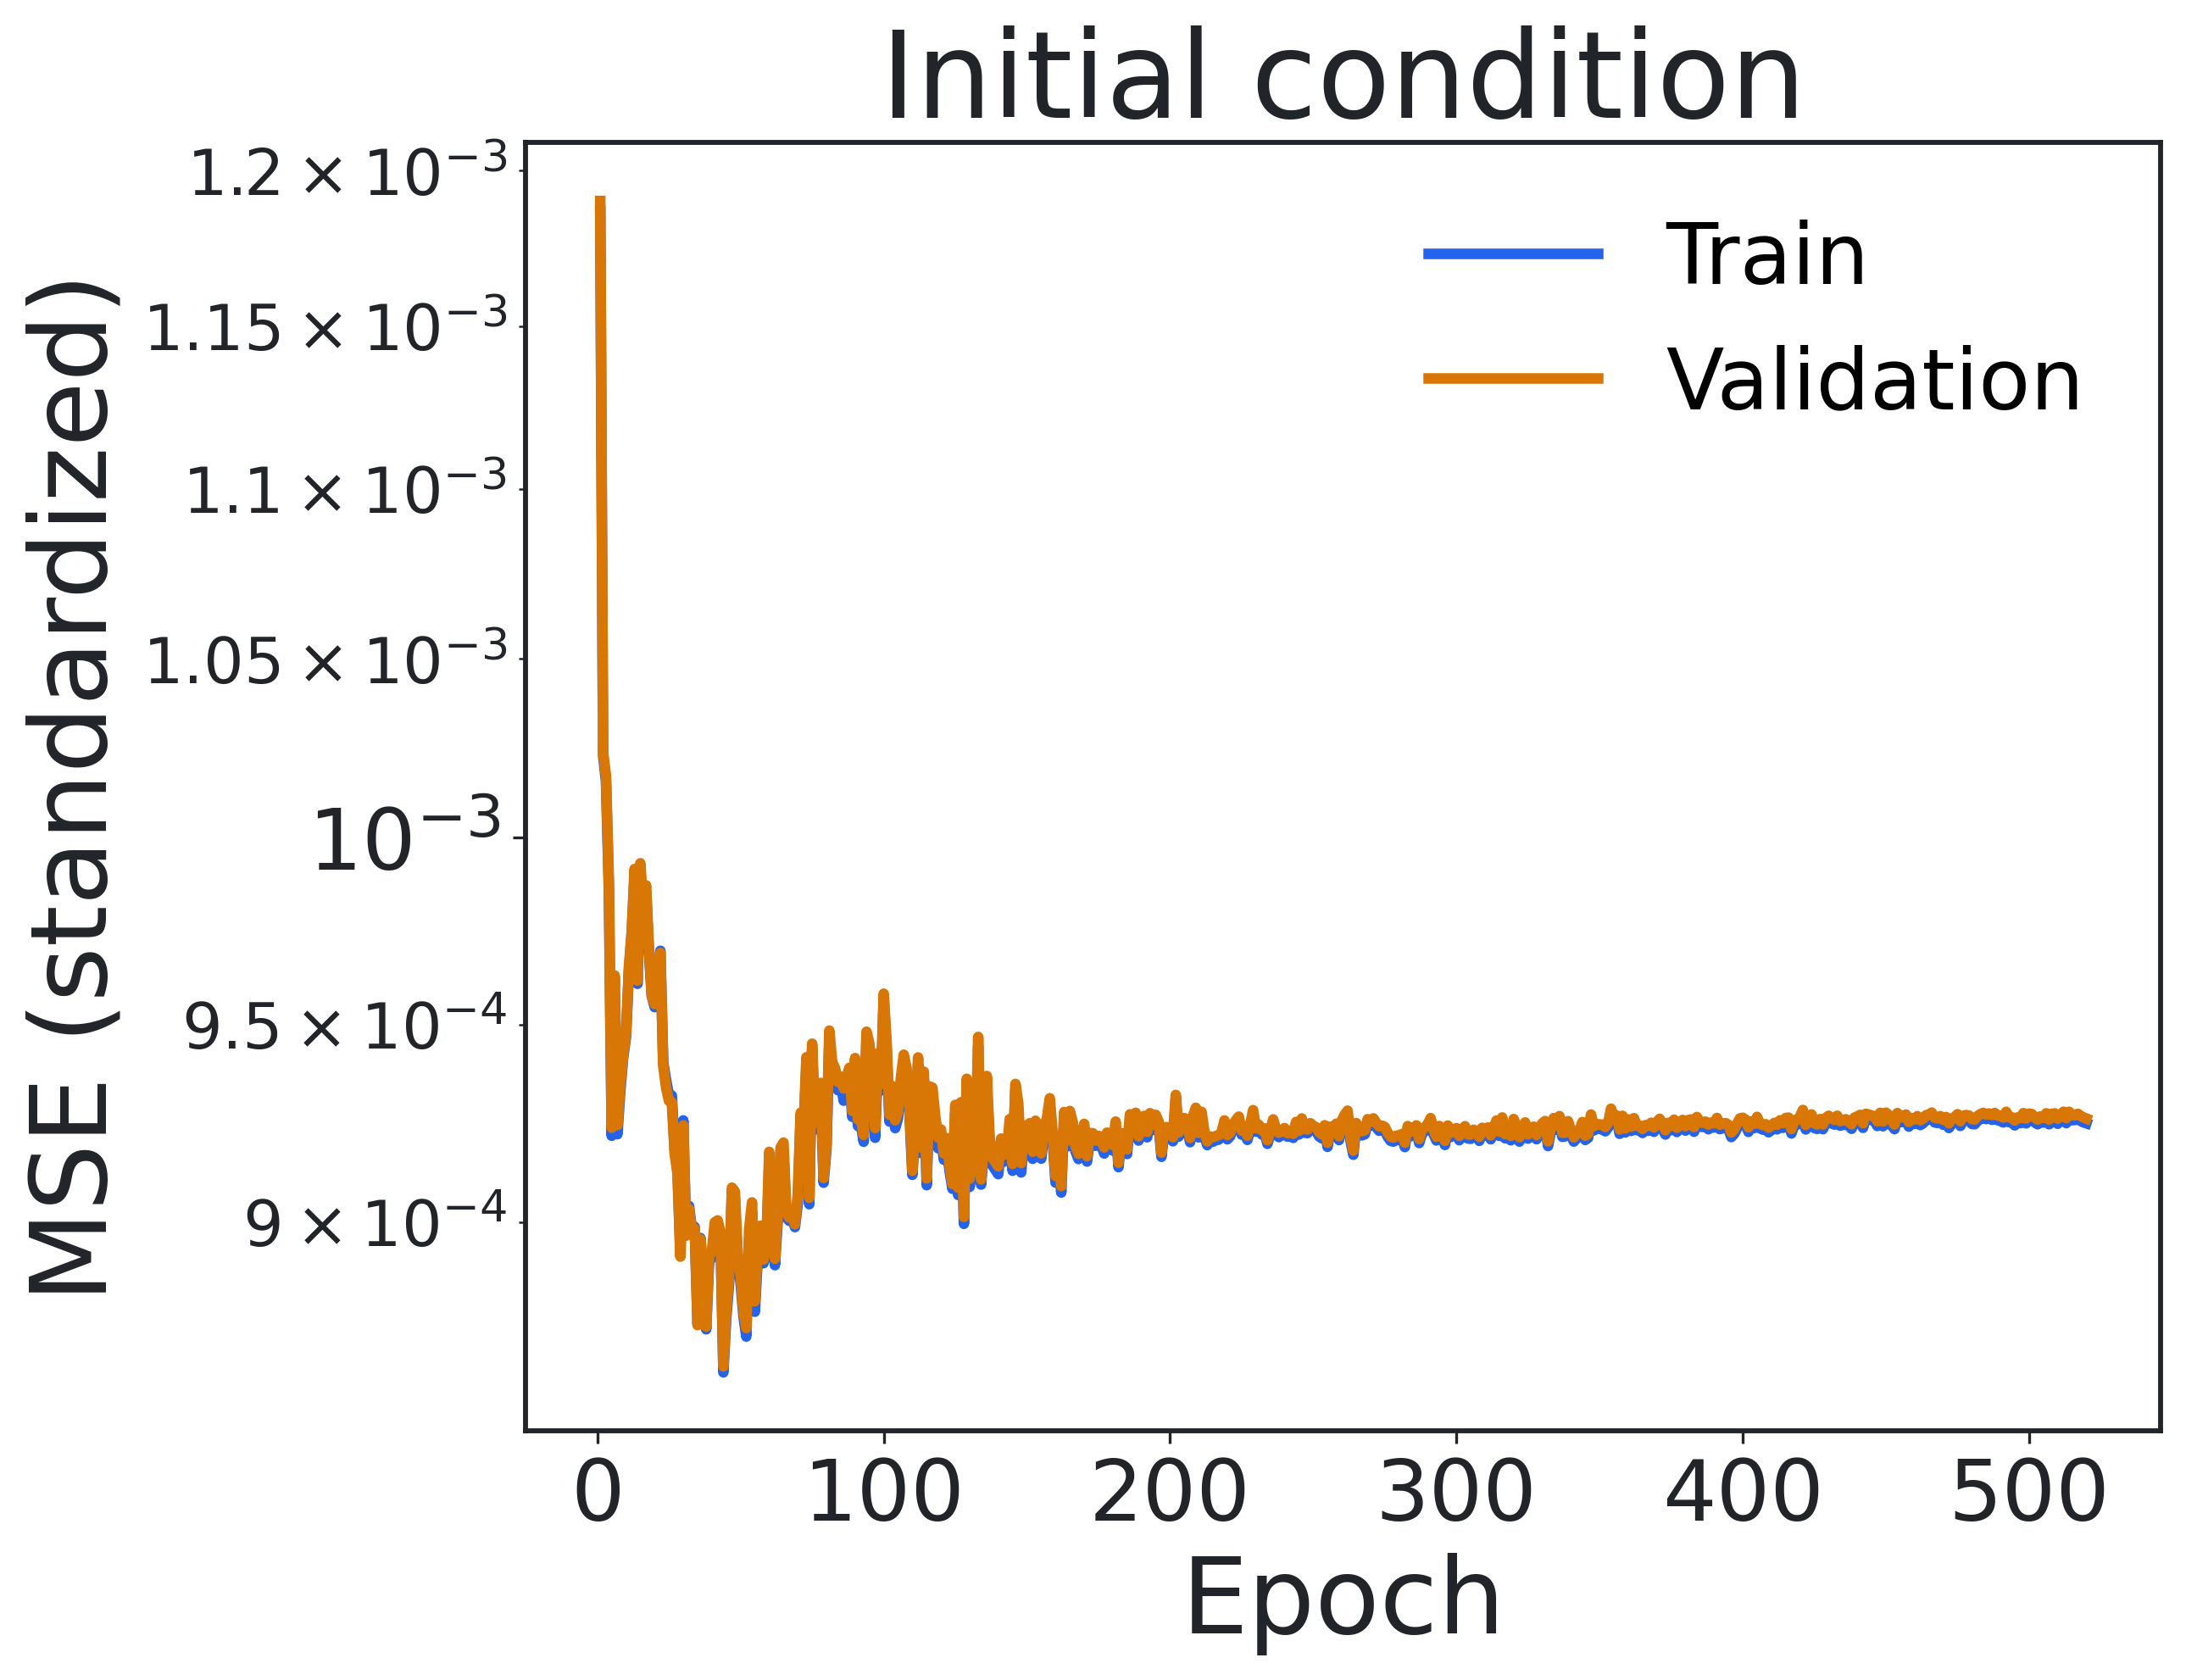 Initial condition
MSE (standardized)
1.2 × 10⁻³
1.15 × 10⁻³
1.1 × 10⁻³
1.05 × 10⁻³
10⁻³
9.5 × 10⁻⁴
9 × 10⁻⁴
Train
Validation
0 100 200 300 400 500
Epoch